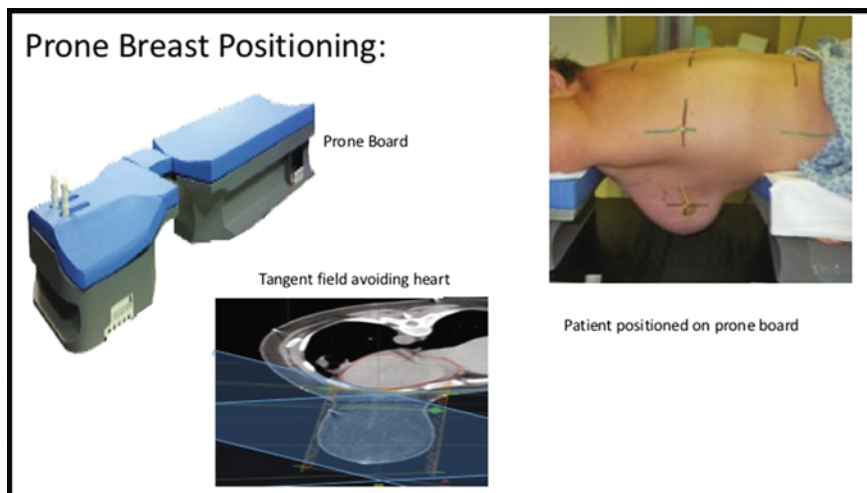 Prone Breast Positioning:
Prone Board
Tangent field avoiding heart
Patient positioned on prone board